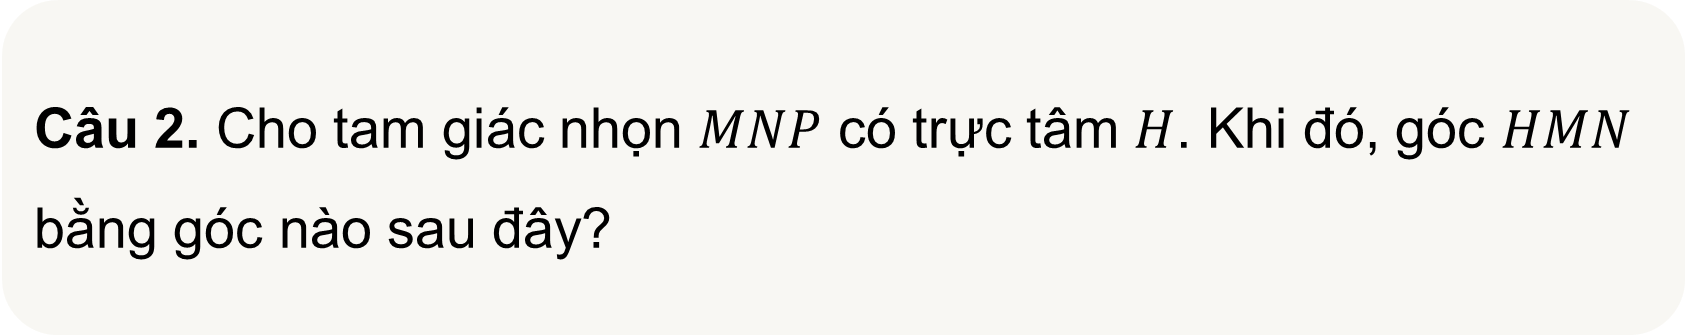 Câu 2. Cho tam giác nhọn MNP có trực tâm H. Khi đó, góc HMN
bằng góc nào sau đây?